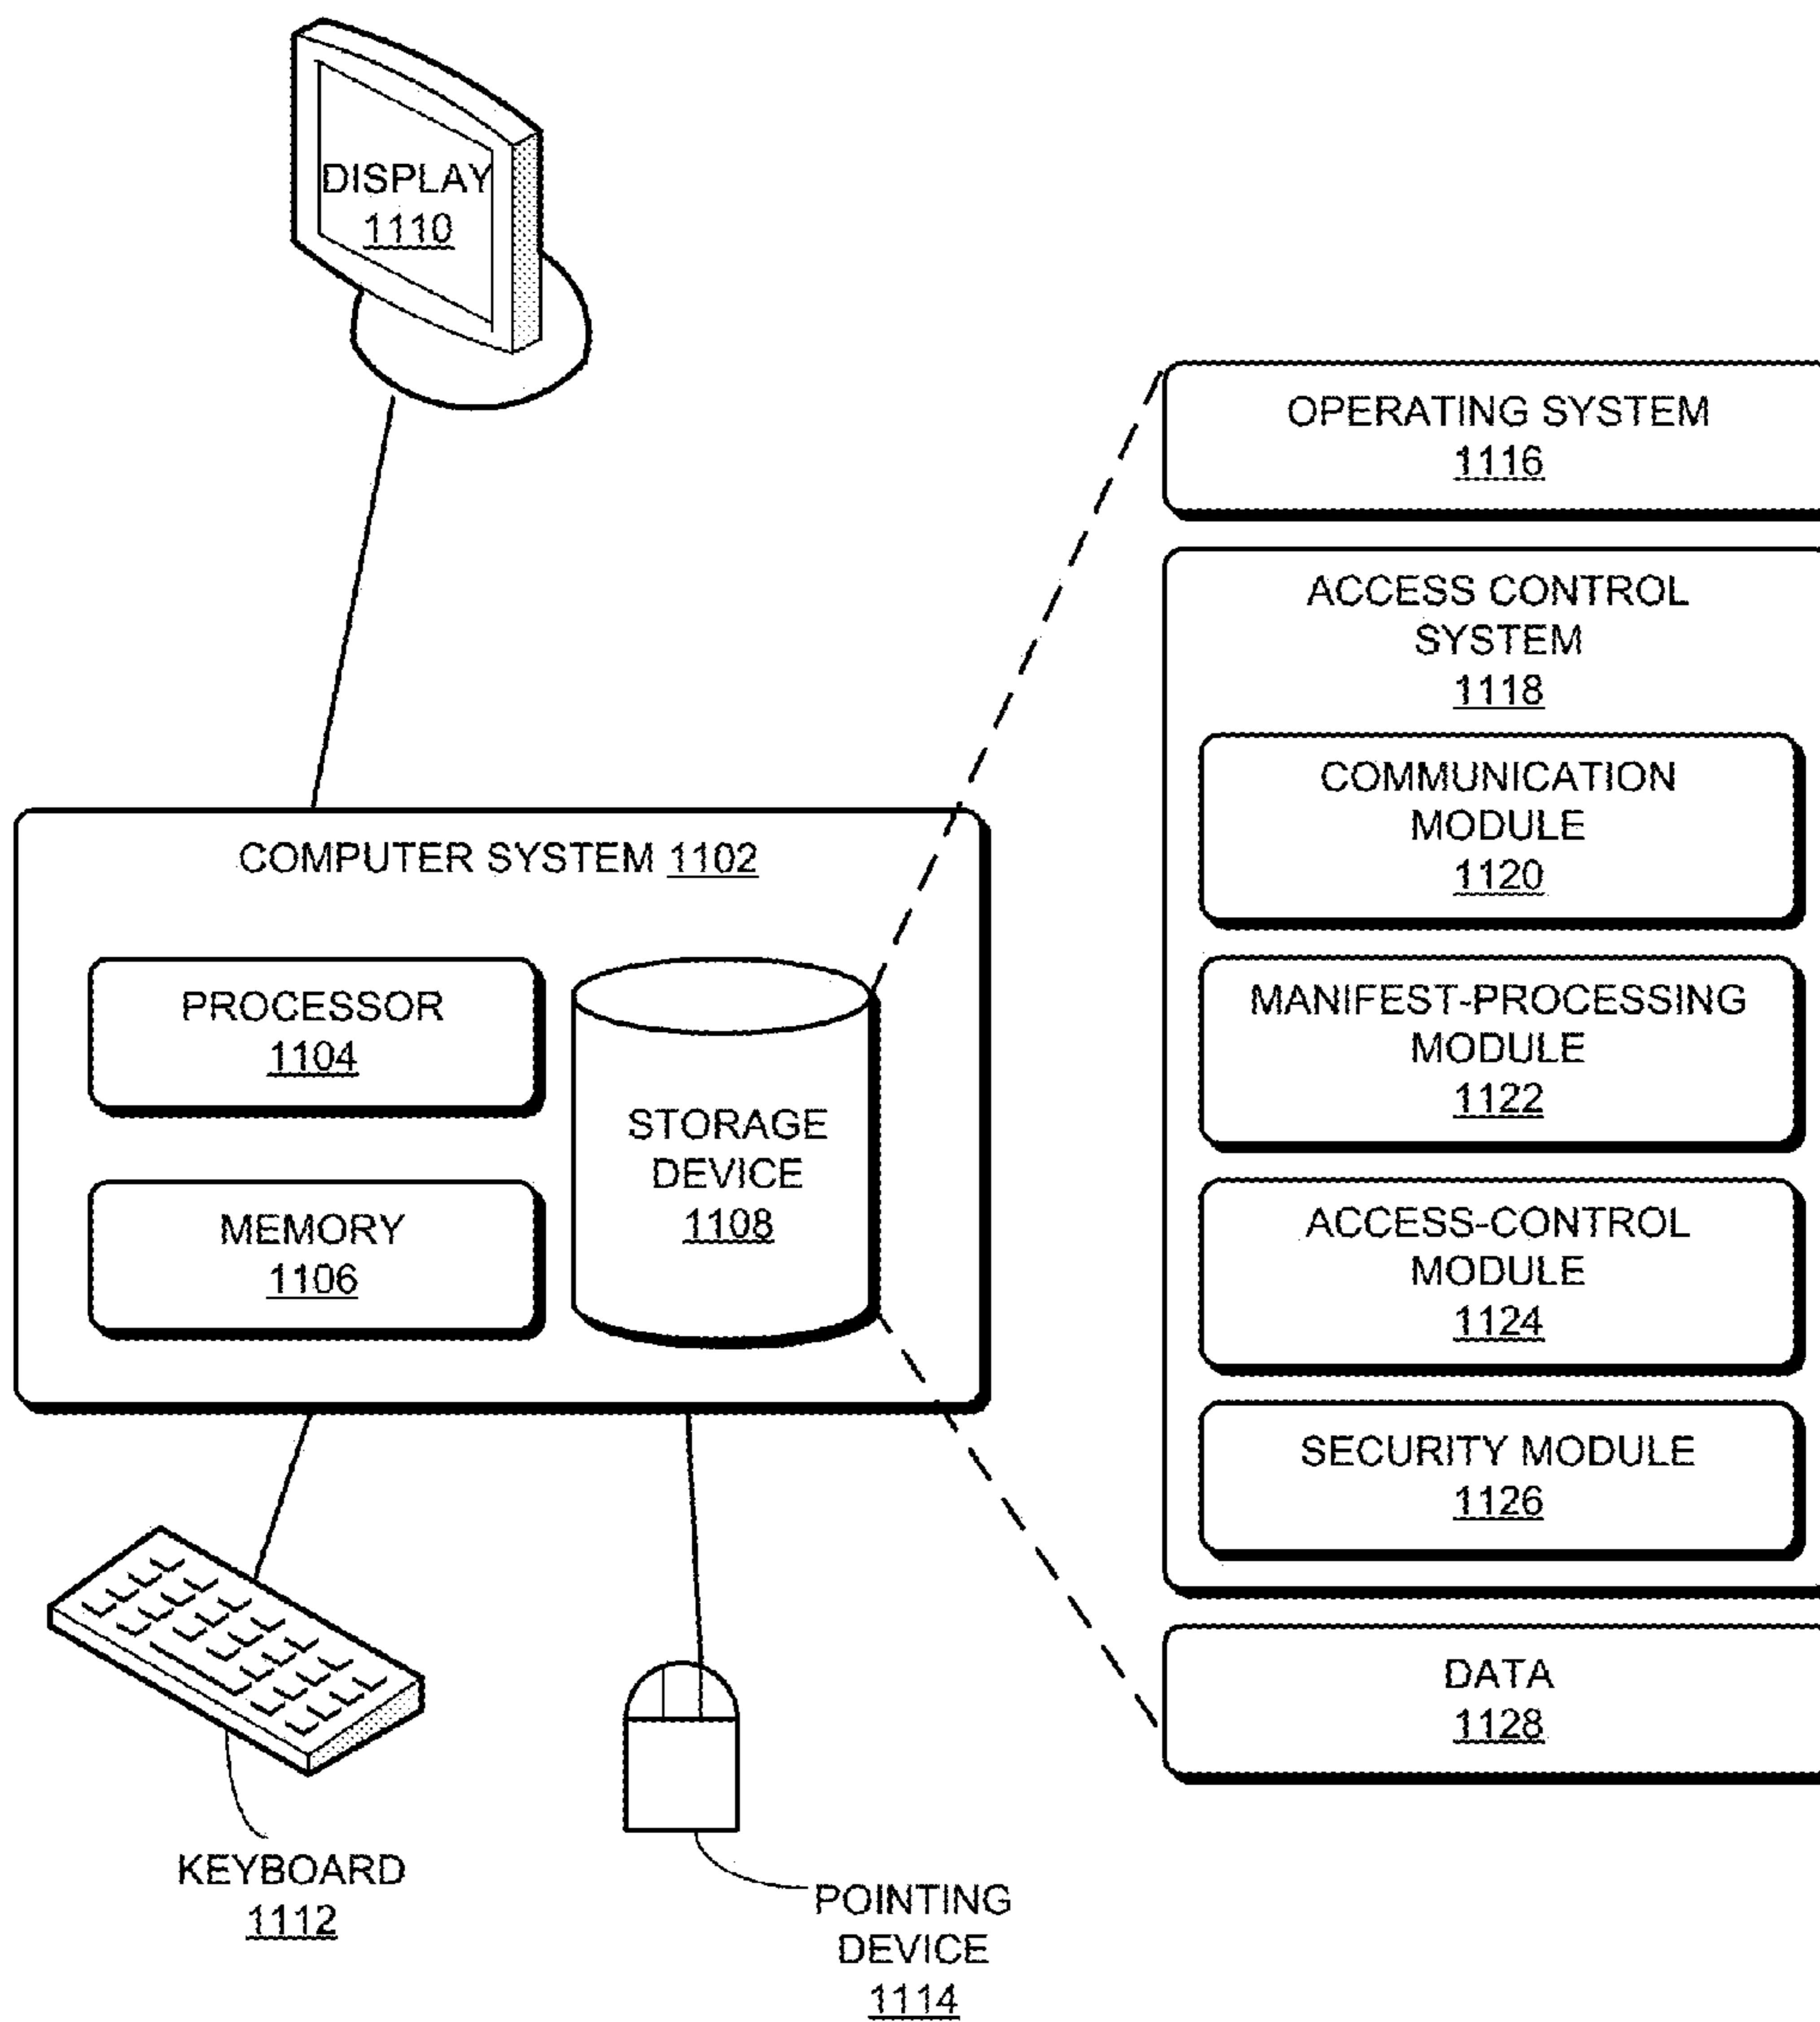 DISPLAY
1110
OPERATING SYSTEM
1116
ACCESS CONTROL
SYSTEM
1118
COMMUNICATION
MODULE
1120
MANIFEST-PROCESSING
MODULE
1122
ACCESS-CONTROL
MODULE
1124
SECURITY MODULE
1126
DATA
1128
COMPUTER SYSTEM 1102
PROCESSOR
1104
MEMORY
1106
STORAGE
DEVICE
1108
KEYBOARD
1112
POINTING
DEVICE
1114